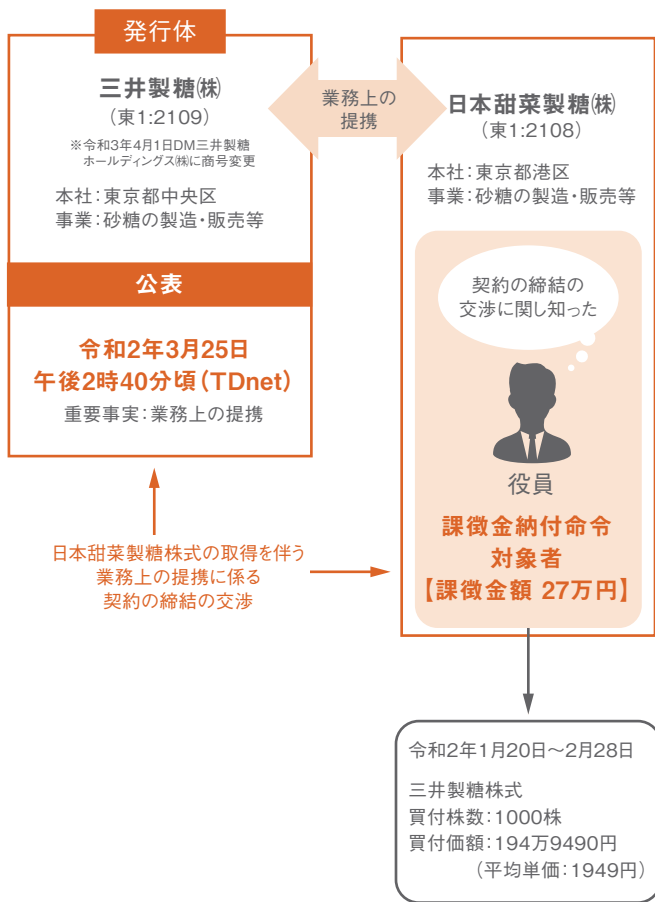 発行体
三井製糖㈱
（東1:2109）
※令和3年4月1日DM三井製糖
ホールディングス㈱に商号変更
本社：東京都中央区
事業：砂糖の製造・販売等
公表
令和2年3月25日
午後2時40分頃（TDnet）
重要事実：業務上の提携
業務上の
提携
日本甜菜製糖㈱
（東1:2108）
本社：東京都港区
事業：砂糖の製造・販売等
契約の締結の
交渉に関し知った
役員
課徴金納付命令
対象者
【課徴金額 27万円】
日本甜菜製糖株式の取得を伴う
業務上の提携に係る
契約の締結の交渉
令和2年1月20日～2月28日
三井製糖株式
買付株数：1000株
買付価額：194万9490円
（平均単価：1949円）